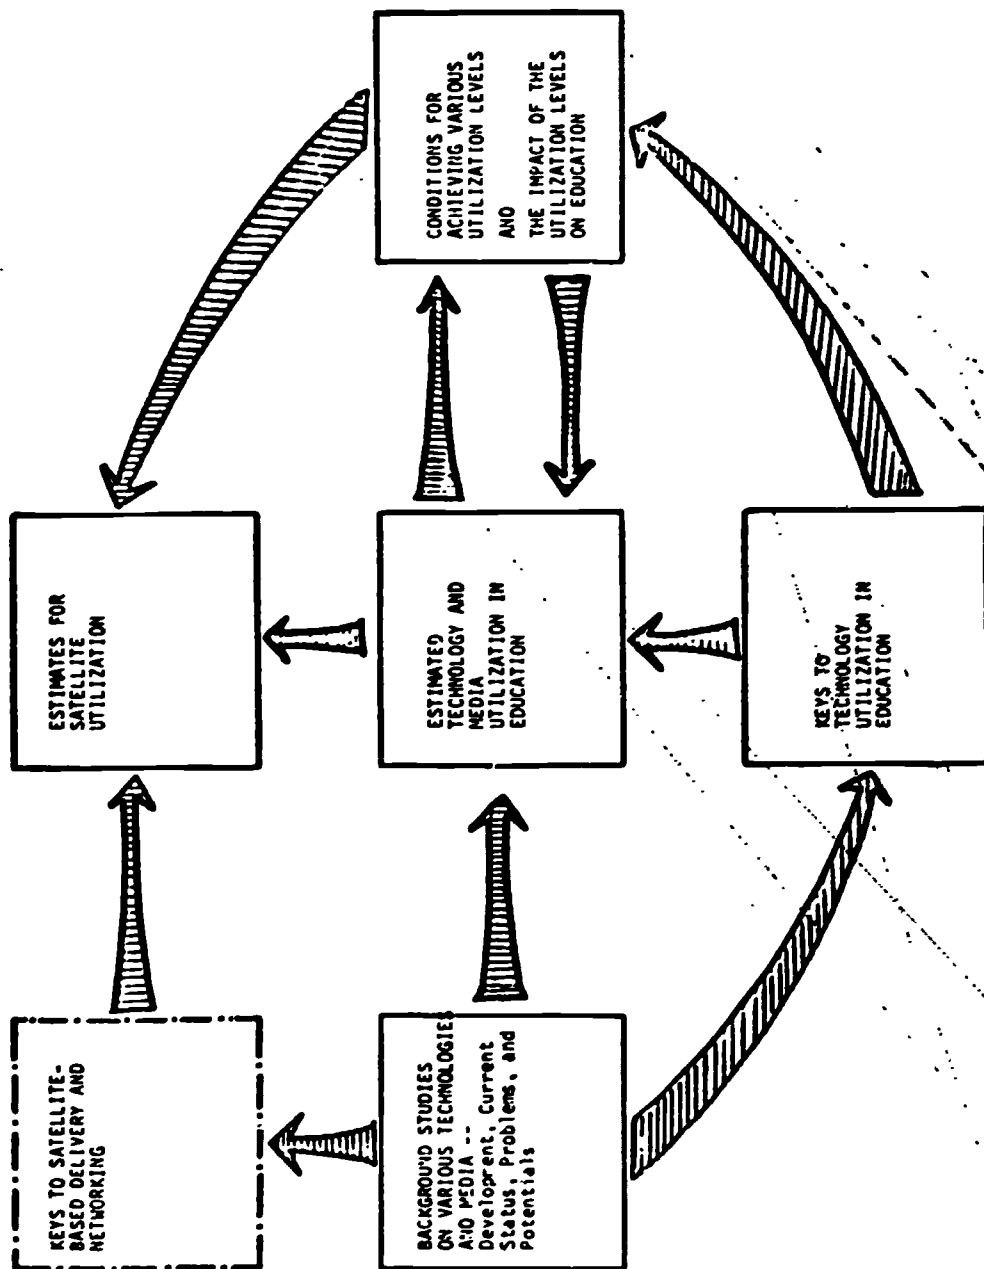 KEYS TO SATELLITE-
BASED DELIVERY AND
NETWORKING
ESTIMATES FOR
SATELLITE
UTILIZATION
BACKGROUND STUDIES
ON VARIOUS TECHNOLOGIES
AND MEDIA --
Development, Current
Status, Problems, and
Potentials
ESTIMATED
TECHNOLOGY AND
MEDIA
UTILIZATION IN
EDUCATION
CONDITIONS FOR
ACHIEVING VARIOUS
UTILIZATION LEVELS
AND
THE IMPACT OF THE
UTILIZATION LEVELS
ON EDUCATION
KEYS TO
TECHNOLOGY
UTILIZATION IN
EDUCATION